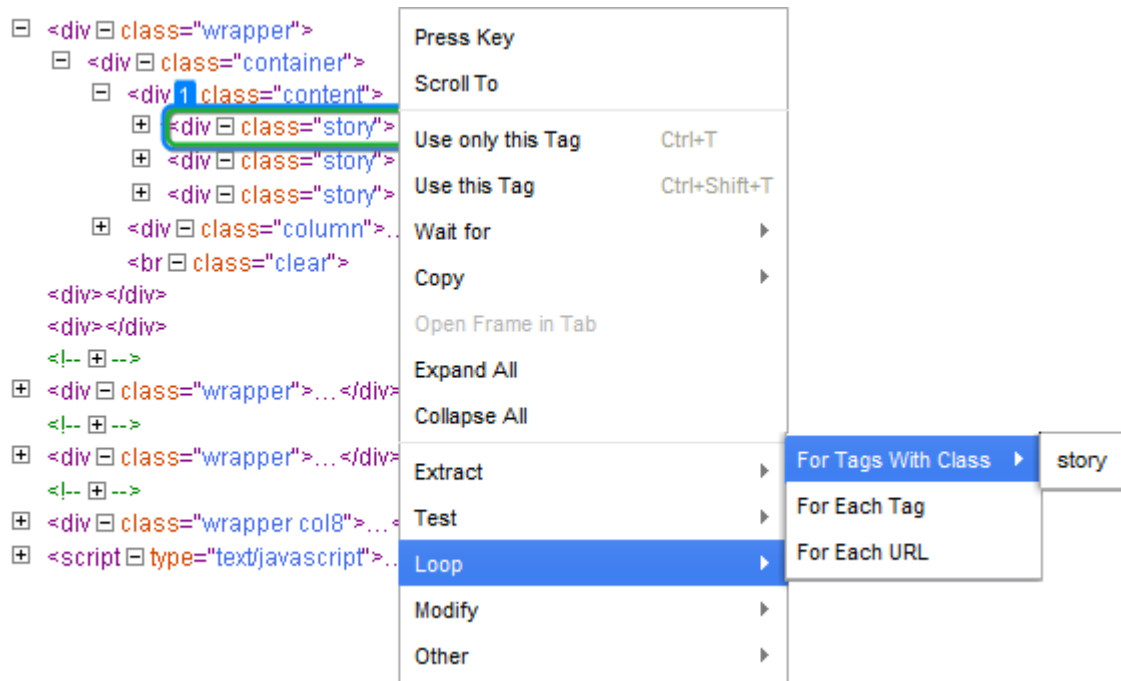 <div class="wrapper">
<div class="container">
<div 1 class="content">
<div class="story">
<div class="story">
<div class="story">
<div class="column">..
<br class="clear">
<div></div>
<div></div>
<!-- -->
<div class="wrapper">...</div>
<!-- -->
<div class="wrapper">...</div>
<!-- -->
<div class="wrapper col8">...<
<script type="text/javascript">..
Press Key
Scroll To
Use only this Tag Ctrl+T
Use this Tag Ctrl+Shift+T
Wait for
Copy
Open Frame in Tab
Expand All
Collapse All
Extract
Test
Loop
Modify
Other
For Tags With Class
For Each Tag
For Each URL
story